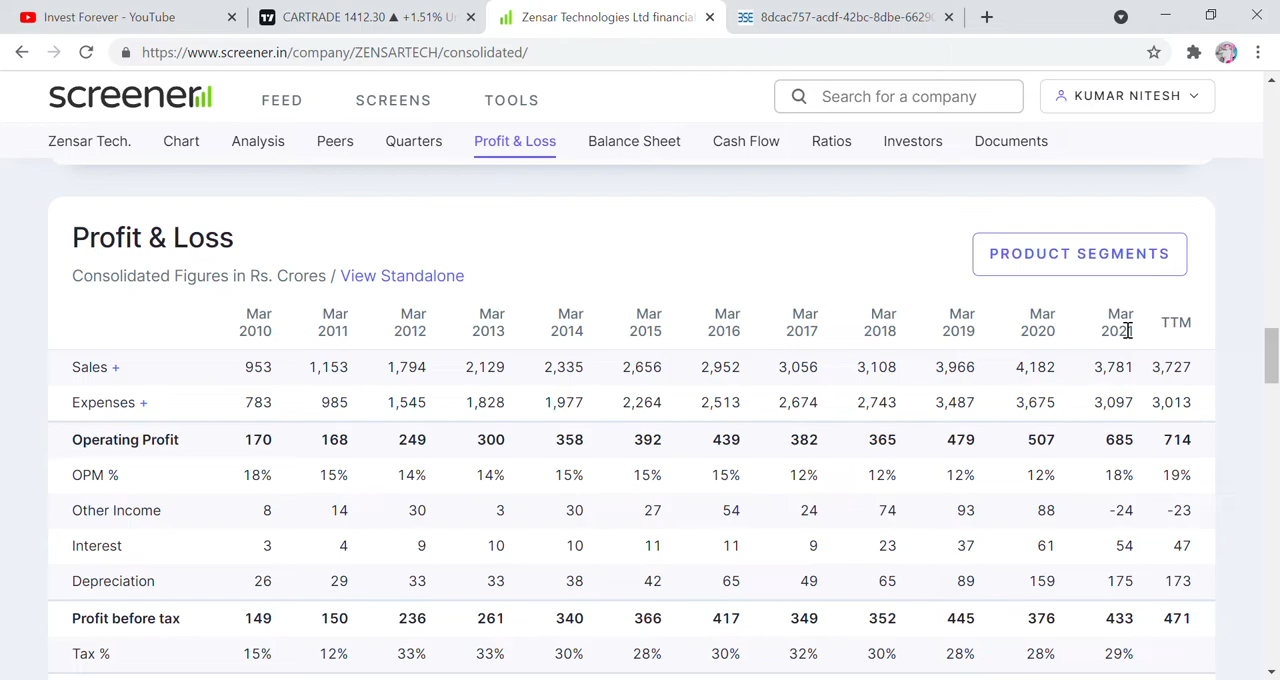 Invest Forever - YouTube
CARTRADE 1412.30 ▲ +1.51% Un
Zensar Technologies Ltd financial
BSE 8dcac757-acdf-42bc-8dbe-6629
https://www.screener.in/company/ZENSARTECH/consolidated/
screener
FEED SCREENS TOOLS
Search for a company
KUMAR NITESH
Zensar Tech. Chart Analysis Peers Quarters Profit & Loss Balance Sheet Cash Flow Ratios Investors Documents
Profit & Loss
PRODUCT SEGMENTS
Consolidated Figures in Rs. Crores / View Standalone
Mar 2010 Mar 2011 Mar 2012 Mar 2013 Mar 2014 Mar 2015 Mar 2016 Mar 2017 Mar 2018 Mar 2019 Mar 2020 Mar 2021 TTM
Sales + 953 1,153 1,794 2,129 2,335 2,656 2,952 3,056 3,108 3,966 4,182 3,781 3,727
Expenses + 783 985 1,545 1,828 1,977 2,264 2,513 2,674 2,743 3,487 3,675 3,097 3,013
Operating Profit 170 168 249 300 358 392 439 382 365 479 507 685 714
OPM % 18% 15% 14% 14% 15% 15% 15% 12% 12% 12% 12% 18% 19%
Other Income 8 14 30 3 30 27 54 24 74 93 88 -24 -23
Interest 3 4 9 10 10 11 11 9 23 37 61 54 47
Depreciation 26 29 33 33 38 42 65 49 65 89 159 175 173
Profit before tax 149 150 236 261 340 366 417 349 352 445 376 433 471
Tax % 15% 12% 33% 33% 30% 28% 30% 32% 30% 28% 28% 29%